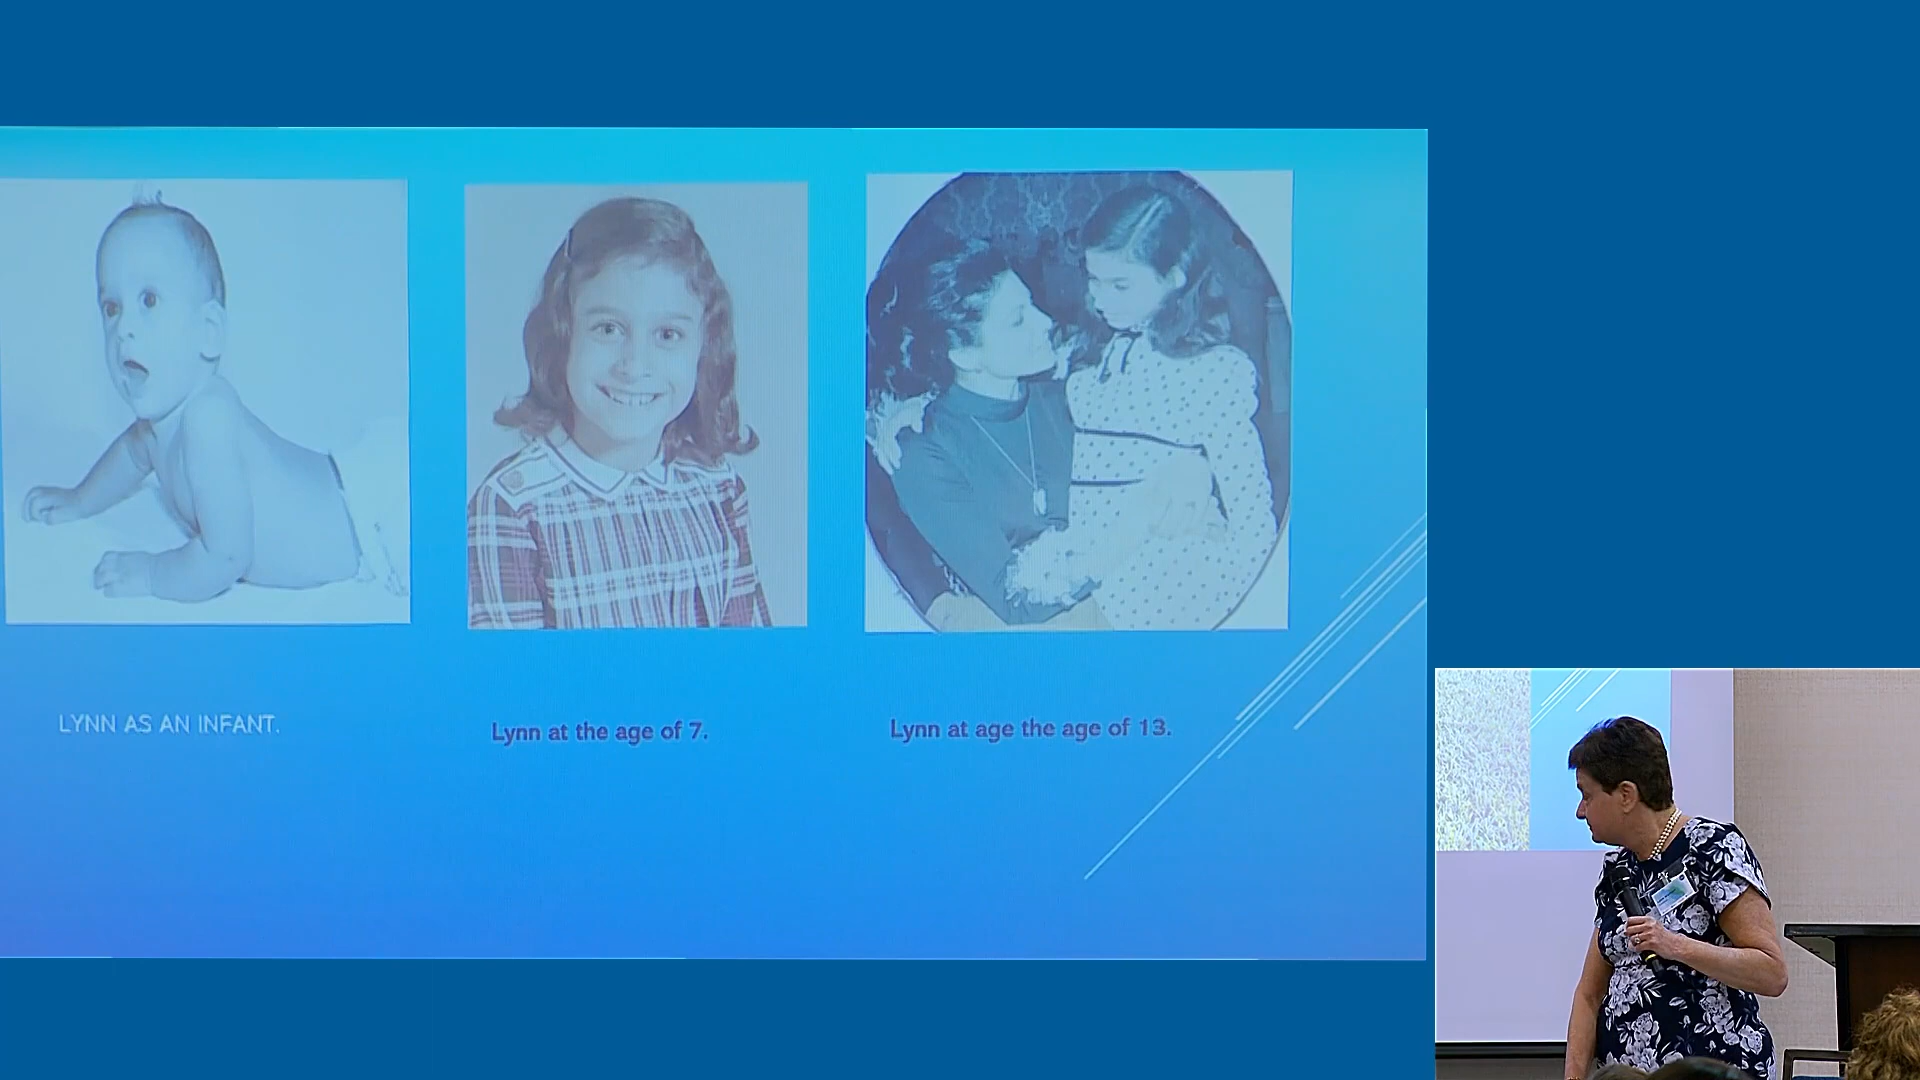 LYNN AS AN INFANT.
Lynn at the age of 7.
Lynn at age the age of 13.